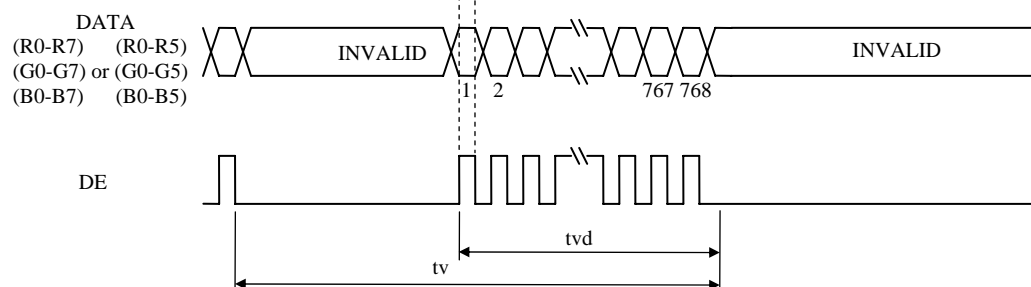 DATA
(R0-R7) (R0-R5)
(G0-G7) or (G0-G5)
(B0-B7) (B0-B5)
INVALID
INVALID
1 2 767 768
DE
tvd
tv